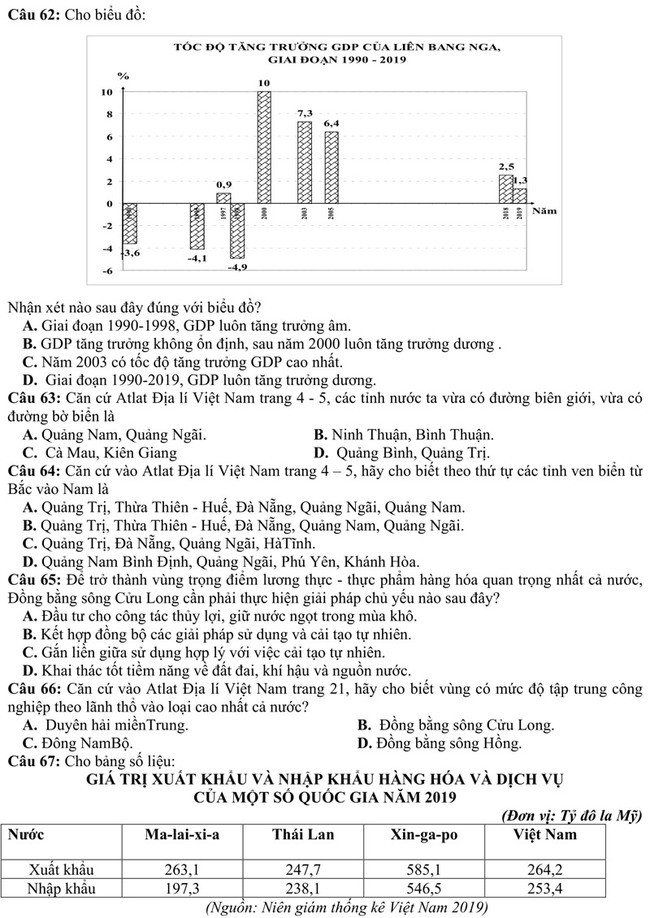 Câu 62: Cho biểu đồ:
TỐC ĐỘ TĂNG TRƯỞNG GDP CỦA LIÊN BANG NGA,
GIAI ĐOẠN 1990 - 2019
%
10
8
6
4
2
0
-2
-4
-6
-3,6
-4,1
0,9
-4,9
10
7,3
6,4
2,5
1,3
1997
2000
2003
2005
2018
2019
Năm
Nhận xét nào sau đây đúng với biểu đồ?
A. Giai đoạn 1990-1998, GDP luôn tăng trưởng âm.
B. GDP tăng trưởng không ổn định, sau năm 2000 luôn tăng trưởng dương .
C. Năm 2003 có tốc độ tăng trưởng GDP cao nhất.
D. Giai đoạn 1990-2019, GDP luôn tăng trưởng dương.
Câu 63: Căn cứ Atlat Địa lí Việt Nam trang 4 - 5, các tỉnh nước ta vừa có đường biên giới, vừa có
đường bờ biển là
A. Quảng Nam, Quảng Ngãi. B. Ninh Thuận, Bình Thuận.
C. Cà Mau, Kiên Giang D. Quảng Bình, Quảng Trị.
Câu 64: Căn cứ vào Atlat Địa lí Việt Nam trang 4 – 5, hãy cho biết theo thứ tự các tỉnh ven biển từ
Bắc vào Nam là
A. Quảng Trị, Thừa Thiên - Huế, Đà Nẵng, Quảng Ngãi, Quảng Nam.
B. Quảng Trị, Thừa Thiên - Huế, Đà Nẵng, Quảng Nam, Quảng Ngãi.
C. Quảng Trị, Đà Nẵng, Quảng Ngãi, HàTĩnh.
D. Quảng Nam Bình Định, Quảng Ngãi, Phú Yên, Khánh Hòa.
Câu 65: Để trở thành vùng trọng điểm lương thực - thực phẩm hàng hóa quan trọng nhất cả nước,
Đồng bằng sông Cửu Long cần phải thực hiện giải pháp chủ yếu nào sau đây?
A. Đầu tư cho công tác thủy lợi, giữ nước ngọt trong mùa khô.
B. Kết hợp đồng bộ các giải pháp sử dụng và cải tạo tự nhiên.
C. Gắn liền giữa sử dụng hợp lý với việc cải tạo tự nhiên.
D. Khai thác tốt tiềm năng về đất đai, khí hậu và nguồn nước.
Câu 66: Căn cứ vào Atlat Địa lí Việt Nam trang 21, hãy cho biết vùng có mức độ tập trung công
nghiệp theo lãnh thổ vào loại cao nhất cả nước?
A. Duyên hải miềnTrung. B. Đồng bằng sông Cửu Long.
C. Đông NamBộ. D. Đồng bằng sông Hồng.
Câu 67: Cho bảng số liệu:
GIÁ TRỊ XUẤT KHẨU VÀ NHẬP KHẨU HÀNG HÓA VÀ DỊCH VỤ
CỦA MỘT SỐ QUỐC GIA NĂM 2019
(Đơn vị: Tỷ đô la Mỹ)
Nước Ma-lai-xi-a Thái Lan Xin-ga-po Việt Nam
Xuất khẩu 263,1 247,7 585,1 264,2
Nhập khẩu 197,3 238,1 546,5 253,4
(Nguồn: Niên giám thống kê Việt Nam 2019)